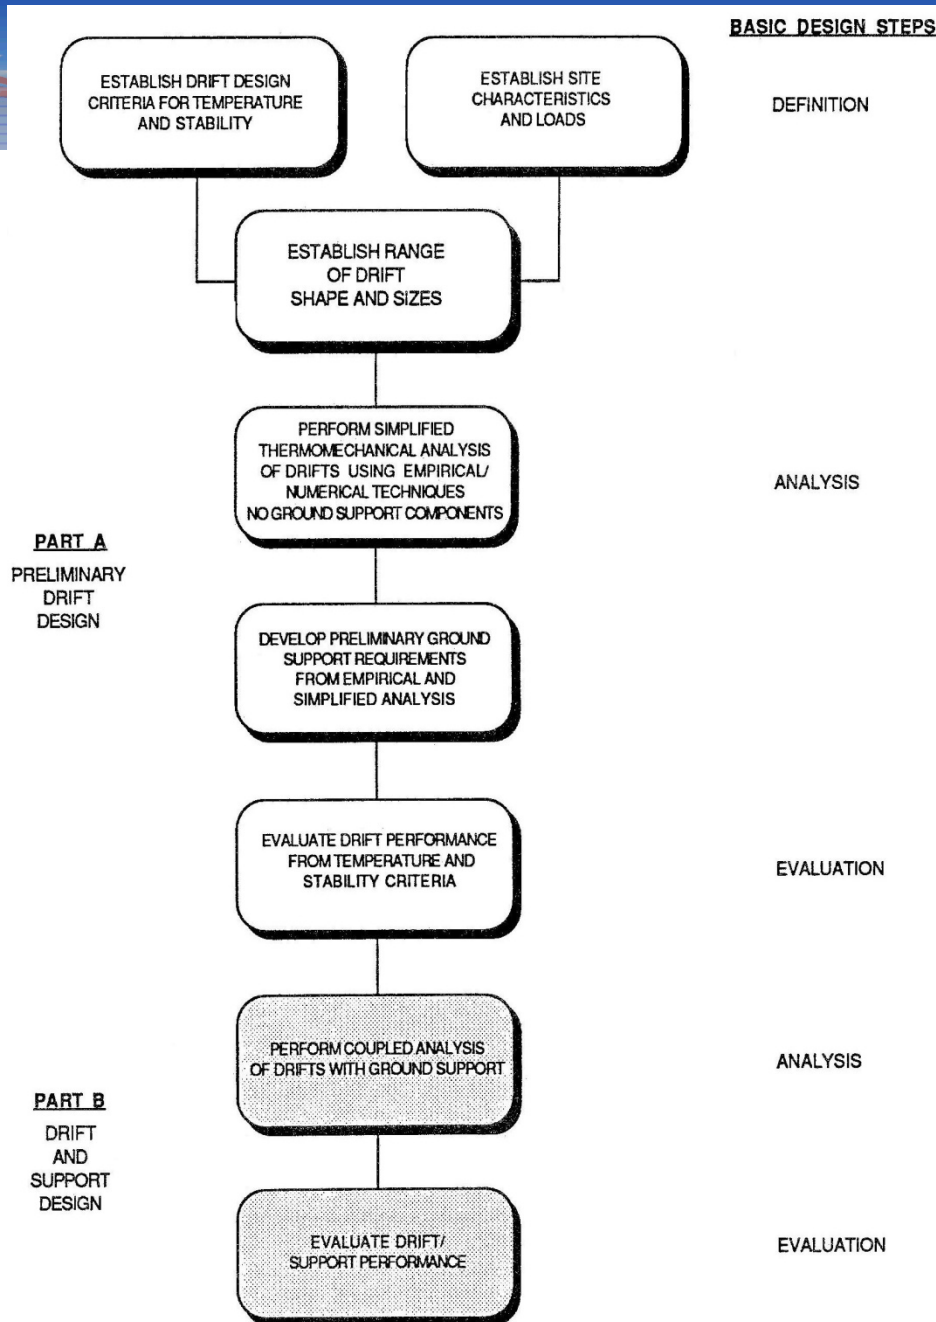 BASIC DESIGN STEPS
ESTABLISH DRIFT DESIGN
CRITERIA FOR TEMPERATURE
AND STABILITY
ESTABLISH SITE
CHARACTERISTICS
AND LOADS
DEFINITION
ESTABLISH RANGE
OF DRIFT
SHAPE AND SIZES
PERFORM SIMPLIFIED
THERMOMECHANICAL ANALYSIS
OF DRIFTS USING EMPIRICAL/
NUMERICAL TECHNIQUES
NO GROUND SUPPORT COMPONENTS
ANALYSIS
PART A
PRELIMINARY
DRIFT
DESIGN
DEVELOP PRELIMINARY GROUND
SUPPORT REQUIREMENTS
FROM EMPIRICAL AND
SIMPLIFIED ANALYSIS
EVALUATE DRIFT PERFORMANCE
FROM TEMPERATURE AND
STABILITY CRITERIA
EVALUATION
PERFORM COUPLED ANALYSIS
OF DRIFTS WITH GROUND SUPPORT
ANALYSIS
PART B
DRIFT
AND
SUPPORT
DESIGN
EVALUATE DRIFT/
SUPPORT PERFORMANCE
EVALUATION